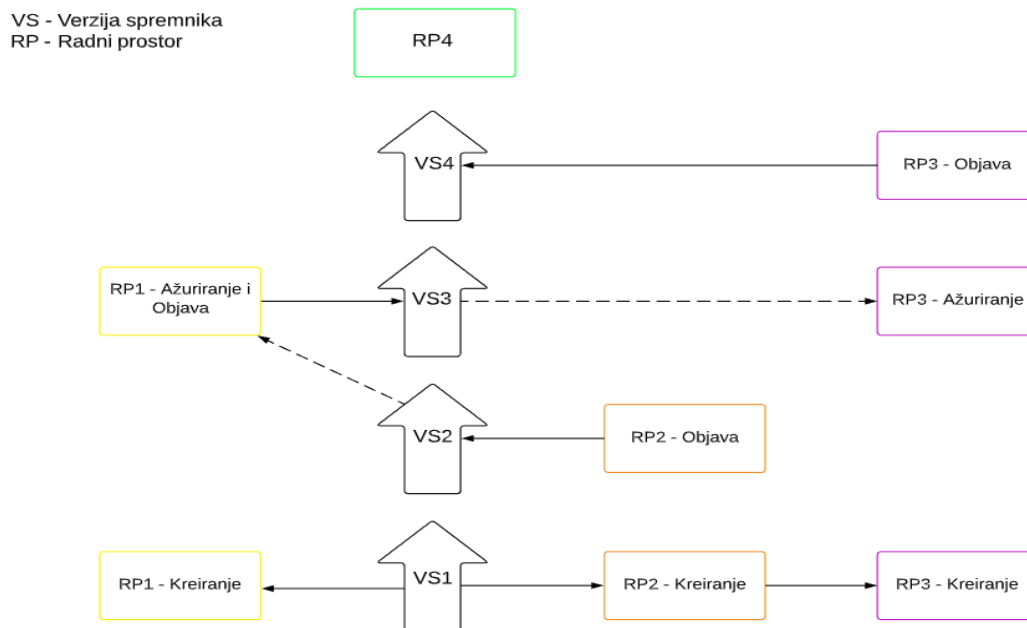 VS - Verzija spremnika
RP - Radni prostor
RP4
VS4
RP3 - Objava
RP1 - Ažuriranje i
Objava
VS3
RP3 - Ažuriranje
VS2
RP2 - Objava
RP1 - Kreiranje
VS1
RP2 - Kreiranje
RP3 - Kreiranje